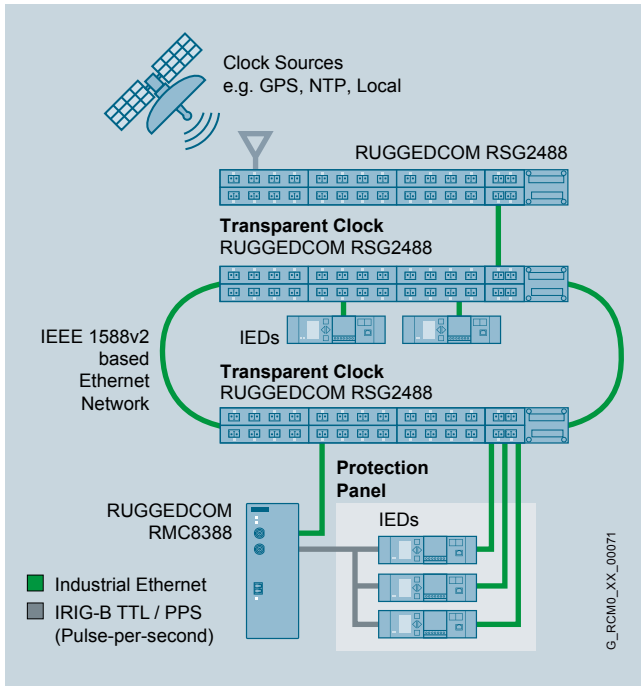 Clock Sources
e.g. GPS, NTP, Local
RUGGEDCOM RSG2488
Transparent Clock
RUGGEDCOM RSG2488
IEDs
IEEE 1588v2
based
Ethernet
Network
Transparent Clock
RUGGEDCOM RSG2488
Protection
Panel
RUGGEDCOM
RMC8388
IEDs
Industrial Ethernet
IRIG-B TTL / PPS
(Pulse-per-second)
G_RCM0_XX_00071